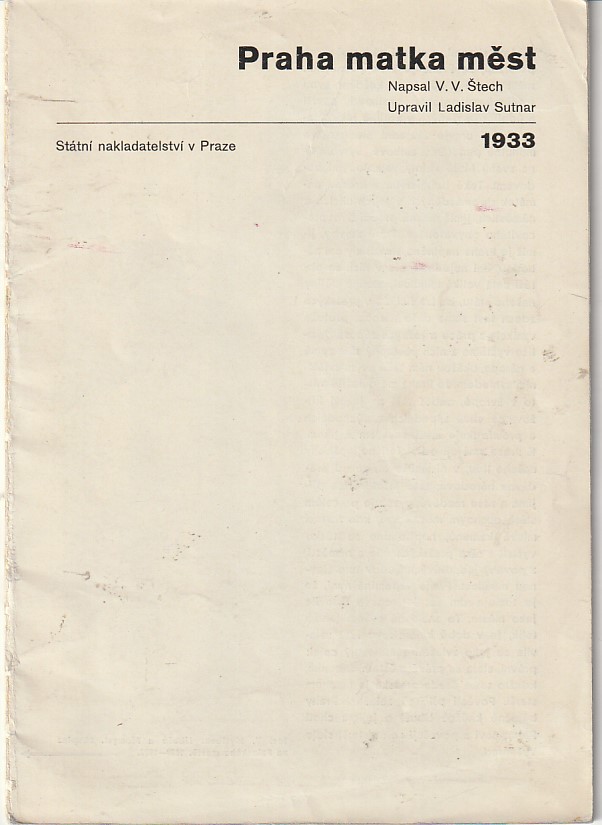 Praha matka měst
Napsal V. V. Štech
Upravil Ladislav Sutnar
Státní nakladatelství v Praze
1933